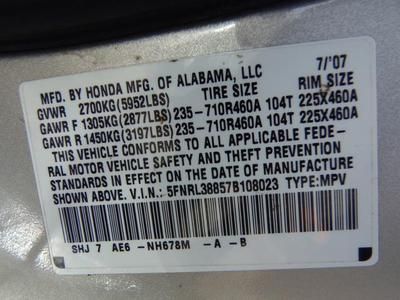 MFD. BY HONDA MFG. OF ALABAMA, LLC 7/'07
GVWR 2700KG(5952LBS) TIRE SIZE RIM SIZE
GAWR F 1305KG(2877LBS) 235-710R460A 104T 225X460A
GAWR R 1450KG(3197LBS) 235-710R460A 104T 225X460A
THIS VEHICLE CONFORMS TO ALL APPLICABLE FEDE-
RAL MOTOR VEHICLE SAFETY AND THEFT PREVENTION
STANDARDS IN EFFECT ON THE DATE OF MANUFACTURE
SHOWN ABOVE. V.I.N.: 5FNRL38857B108023 TYPE:MPV
SHJ 7 AE6 -NH678M -A -B